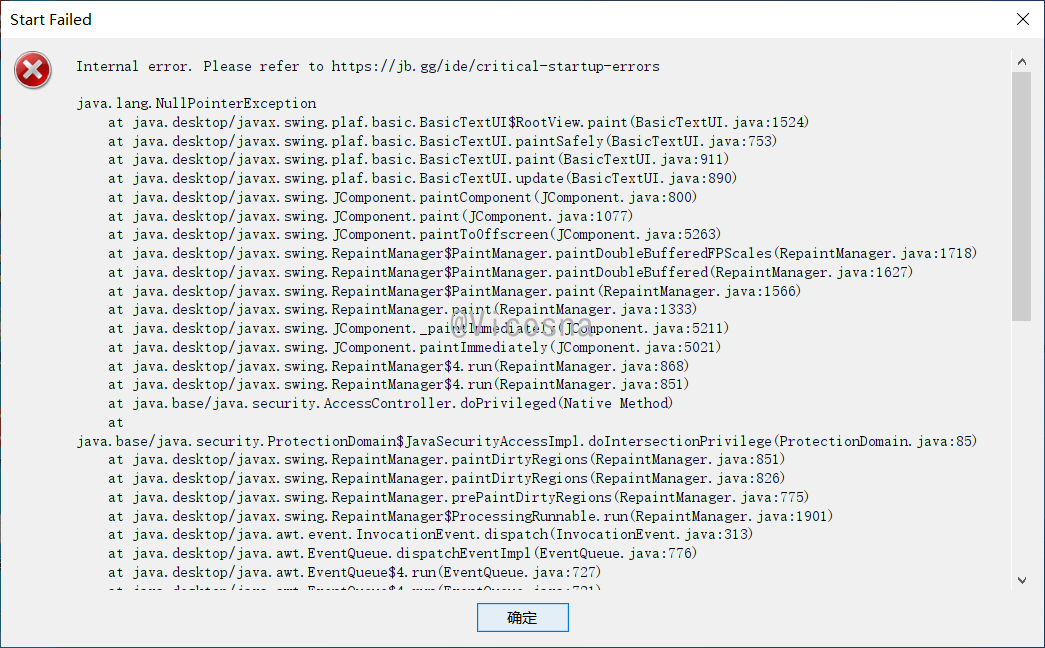 Start Failed
Internal error. Please refer to https://jb.gg/ide/critical-startup-errors
java.lang.NullPointerException
at java.desktop/javax.swing.plaf.basic.BasicTextUI$RootView.paint(BasicTextUI.java:1524)
at java.desktop/javax.swing.plaf.basic.BasicTextUI.paintSafely(BasicTextUI.java:753)
at java.desktop/javax.swing.plaf.basic.BasicTextUI.paint(BasicTextUI.java:911)
at java.desktop/javax.swing.plaf.basic.BasicTextUI.update(BasicTextUI.java:890)
at java.desktop/javax.swing.JComponent.paintComponent(JComponent.java:800)
at java.desktop/javax.swing.JComponent.paint(JComponent.java:1077)
at java.desktop/javax.swing.JComponent.paintToOffscreen(JComponent.java:5263)
at java.desktop/javax.swing.RepaintManager$PaintManager.paintDoubleBufferedFPScales(RepaintManager.java:1718)
at java.desktop/javax.swing.RepaintManager$PaintManager.paintDoubleBuffered(RepaintManager.java:1627)
at java.desktop/javax.swing.RepaintManager$PaintManager.paint(RepaintManager.java:1566)
at java.desktop/javax.swing.RepaintManager.paint(RepaintManager.java:1333)
at java.desktop/javax.swing.JComponent._paintImmediately(JComponent.java:5211)
@Vicosna
at java.desktop/javax.swing.JComponent.paintImmediately(JComponent.java:5021)
at java.desktop/javax.swing.RepaintManager$4.run(RepaintManager.java:868)
at java.desktop/javax.swing.RepaintManager$4.run(RepaintManager.java:851)
at java.base/java.security.AccessController.doPrivileged(Native Method)
at
java.base/java.security.ProtectionDomain$JavaSecurityAccessImpl.doIntersectionPrivilege(ProtectionDomain.java:85)
at java.desktop/javax.swing.RepaintManager.paintDirtyRegions(RepaintManager.java:851)
at java.desktop/javax.swing.RepaintManager.paintDirtyRegions(RepaintManager.java:826)
at java.desktop/javax.swing.RepaintManager.prePaintDirtyRegions(RepaintManager.java:775)
at java.desktop/javax.swing.RepaintManager$ProcessingRunnable.run(RepaintManager.java:1901)
at java.desktop/java.awt.event.InvocationEvent.dispatch(InvocationEvent.java:313)
at java.desktop/java.awt.EventQueue.dispatchEventImpl(EventQueue.java:776)
at java.desktop/java.awt.EventQueue$4.run(EventQueue.java:727)
at java.desktop/java.awt.EventQueue$4.run(EventQueue.java:721)
确定